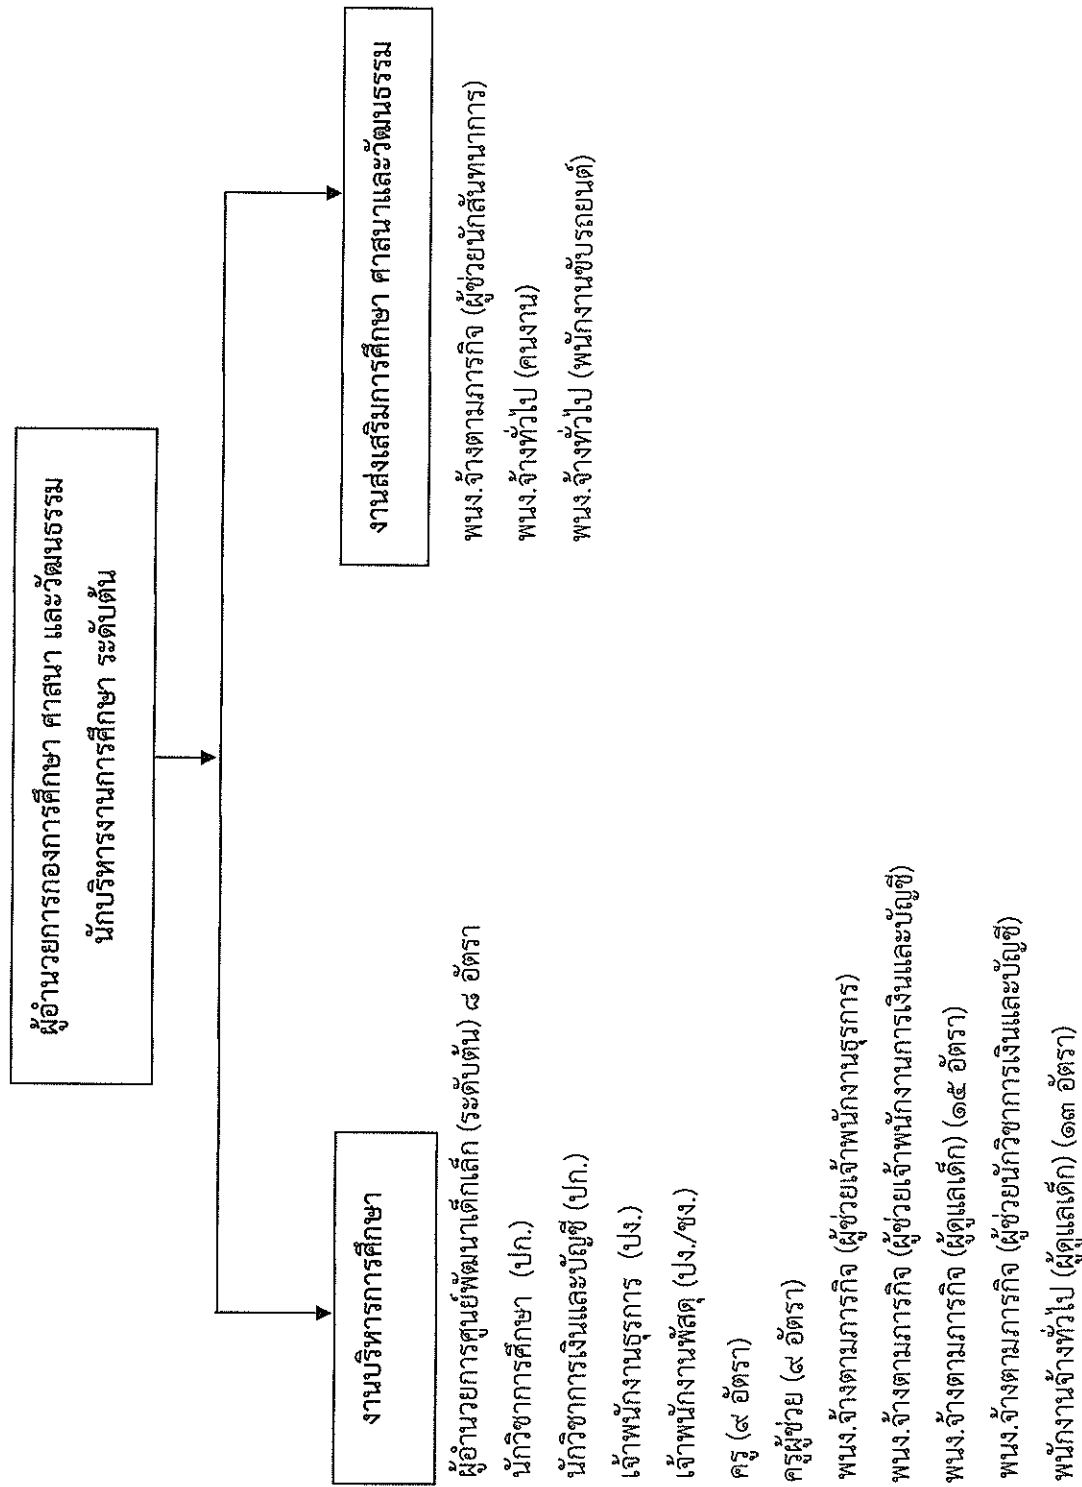 ผู้อำนวยการกองการศึกษา ศาสนา และวัฒนธรรม
นักบริหารงานการศึกษา ระดับต้น
งานบริหารการศึกษา
ผู้อำนวยการศูนย์พัฒนาเด็กเล็ก (ระดับต้น) ๘ อัตรา
นักวิชาการศึกษา (ปก.)
นักวิชาการเงินและบัญชี (ปก.)
เจ้าพนักงานธุรการ (ปง.)
เจ้าพนักงานพัสดุ (ปง./ชง.)
ครู (๙ อัตรา)
ครูผู้ช่วย (๙ อัตรา)
พนง.จ้างตามภารกิจ (ผู้ช่วยเจ้าพนักงานธุรการ)
พนง.จ้างตามภารกิจ (ผู้ช่วยเจ้าพนักงานการเงินและบัญชี)
พนง.จ้างตามภารกิจ (ผู้ดูแลเด็ก) (๑๕ อัตรา)
พนง.จ้างตามภารกิจ (ผู้ช่วยนักวิชาการเงินและบัญชี)
พนักงานจ้างทั่วไป (ผู้ดูแลเด็ก) (๑๓ อัตรา)
งานส่งเสริมการศึกษา ศาสนาและวัฒนธรรม
พนง.จ้างตามภารกิจ (ผู้ช่วยนักสันทนาการ)
พนง.จ้างทั่วไป (คนงาน)
พนง.จ้างทั่วไป (พนักงานขับรถยนต์)